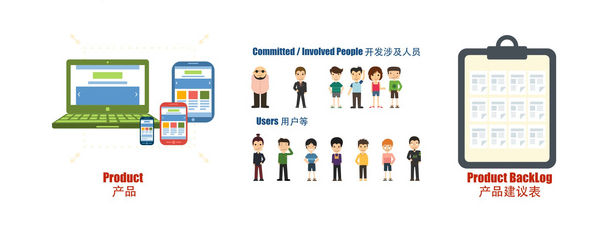 Committed / Involved People 开发涉及人员
Users 用户等
Product
产品
Product BackLog
产品建议表